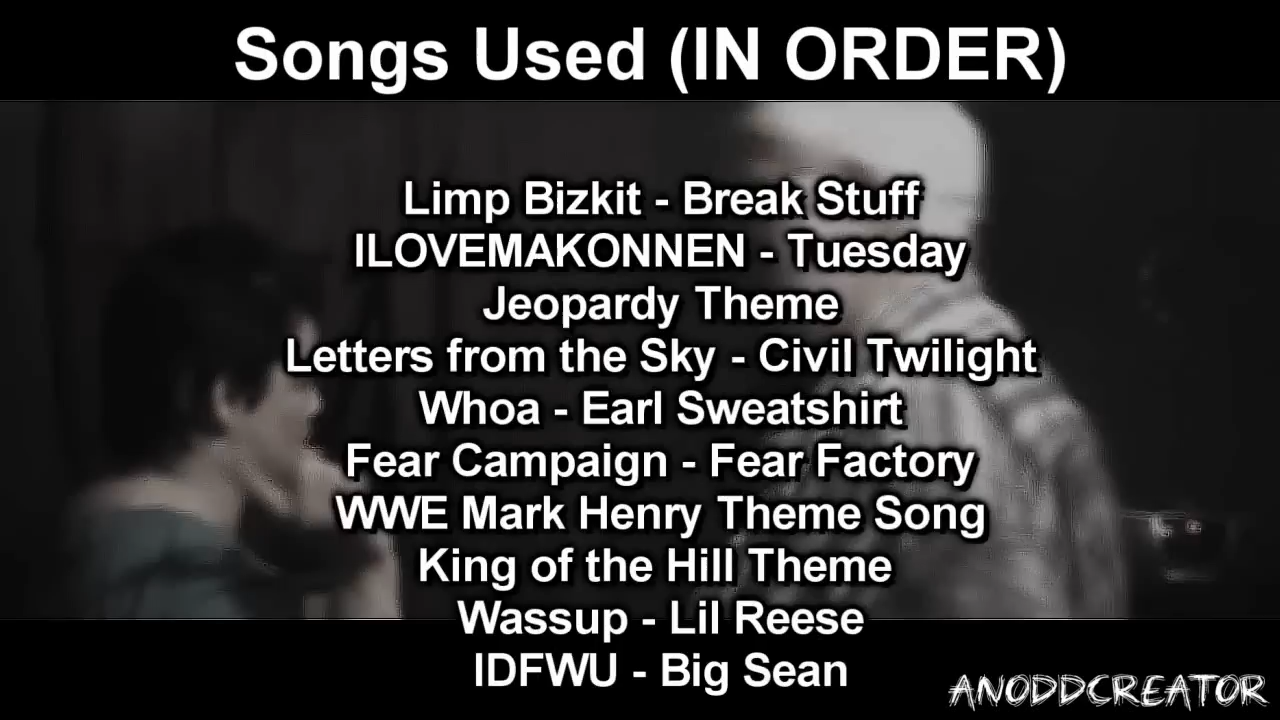 Songs Used (IN ORDER)
Limp Bizkit - Break Stuff
ILOVEMAKONNEN - Tuesday
Jeopardy Theme
Letters from the Sky - Civil Twilight
Whoa - Earl Sweatshirt
Fear Campaign - Fear Factory
WWE Mark Henry Theme Song
King of the Hill Theme
Wassup - Lil Reese
IDFWU - Big Sean
ANODDCREATOR